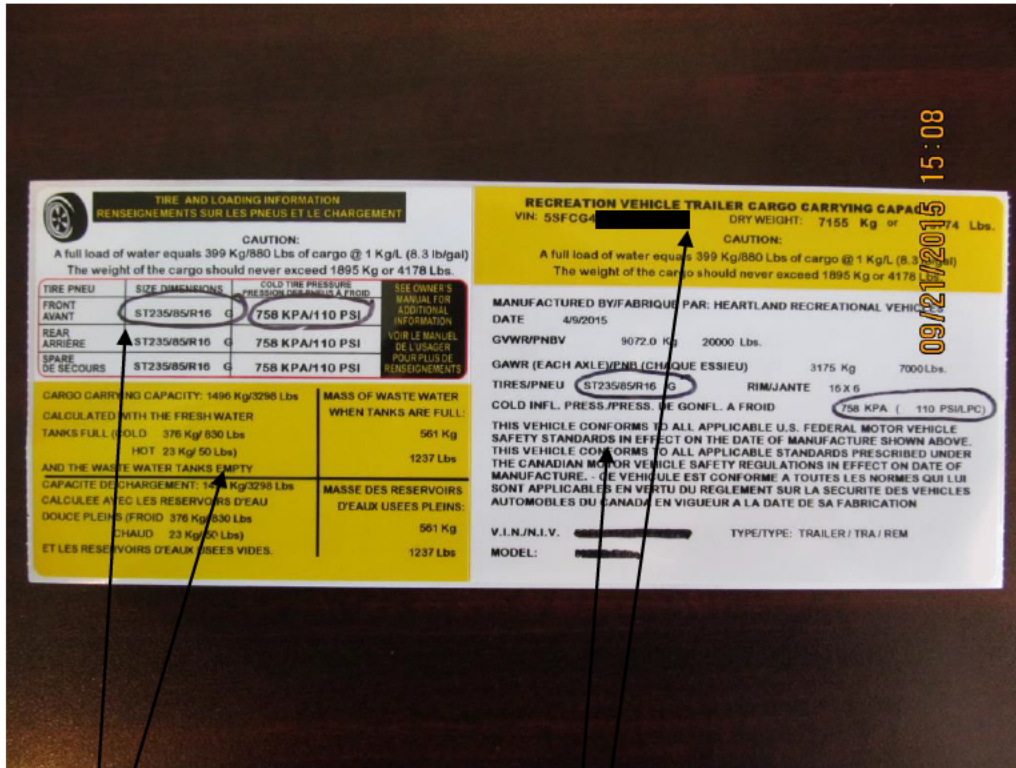 TIRE AND LOADING INFORMATION
RENSEIGNEMENTS SUR LES PNEUS ET LE CHARGEMENT
CAUTION:
A full load of water equals 399 Kg/880 Lbs of cargo @ 1 Kg/L (8.3 lb/gal)
The weight of the cargo should never exceed 1895 Kg or 4178 Lbs.
TIRE PNEU SIZE DIMENSIONS COLD TIRE PRESSURE
PRESSION DES PNEUS À FROID
FRONT
AVANT ST235/85/R16 G 758 KPA/110 PSI
REAR
ARRIÈRE ST235/85/R16 G 758 KPA/110 PSI
SPARE
DE SECOURS ST235/85/R16 G 758 KPA/110 PSI
SEE OWNER'S
MANUAL FOR
ADDITIONAL
INFORMATION
VOIR LE MANUEL
DE L'USAGER
POUR PLUS DE
RENSEIGNEMENTS
CARGO CARRYING CAPACITY: 1496 Kg/3298 Lbs
CALCULATED WITH THE FRESH WATER
TANKS FULL (COLD 376 Kg/ 830 Lbs
HOT 23 Kg/ 50 Lbs)
AND THE WASTE WATER TANKS EMPTY
MASS OF WASTE WATER
WHEN TANKS ARE FULL:
561 Kg
1237 Lbs
CAPACITE DE CHARGEMENT: Kg/3298 Lbs
CALCULEE AVEC LES RESERVOIRS D'EAU
DOUCE PLEINS (FROID 376 Kg/ 830 Lbs
CHAUD 23 Kg/ 50 Lbs)
ET LES RESERVOIRS D'EAUX USEES VIDES.
MASSE DES RESERVOIRS
D'EAUX USEES PLEINS:
561 Kg
1237 Lbs
RECREATION VEHICLE TRAILER CARGO CARRYING
VIN: 5SFCG4 DRY WEIGHT: 7155 Kg or Lbs.
CAUTION:
A full load of water equals 399 Kg/880 Lbs of cargo @ 1 Kg/L (8.3
The weight of the cargo should never exceed 1895 Kg or 4178 Lbs
MANUFACTURED BY/FABRIQUE PAR: HEARTLAND RECREATIONAL
DATE 4/9/2015
GVWR/PNBV 9072.0 Kg 20000 Lbs.
GAWR (EACH AXLE)/PNB (CHAQUE ESSIEU) 3175 Kg 7000Lbs.
TIRES/PNEU ST235/85/R16 G RIM/JANTE 16 X 6
COLD INFL. PRESS./PRESS. DE GONFL. A FROID 758 KPA ( 110 PSI/LPC)
THIS VEHICLE CONFORMS TO ALL APPLICABLE U.S. FEDERAL MOTOR VEHICLE
SAFETY STANDARDS IN EFFECT ON THE DATE OF MANUFACTURE SHOWN ABOVE.
THIS VEHICLE CONFORMS TO ALL APPLICABLE STANDARDS PRESCRIBED UNDER
THE CANADIAN MOTOR VEHICLE SAFETY REGULATIONS IN EFFECT ON DATE OF
MANUFACTURE. - CE VEHICULE EST CONFORME A TOUTES LES NORMES QUI LUI
SONT APPLICABLES EN VERTU DU REGLEMENT SUR LA SECURITE DES VEHICLES
AUTOMOBILES DU CANADA EN VIGUEUR A LA DATE DE SA FABRICATION
V.I.N./N.I.V. TYPE/TYPE: TRAILER / TRA / REM
MODEL:
09/21/2015 15:08